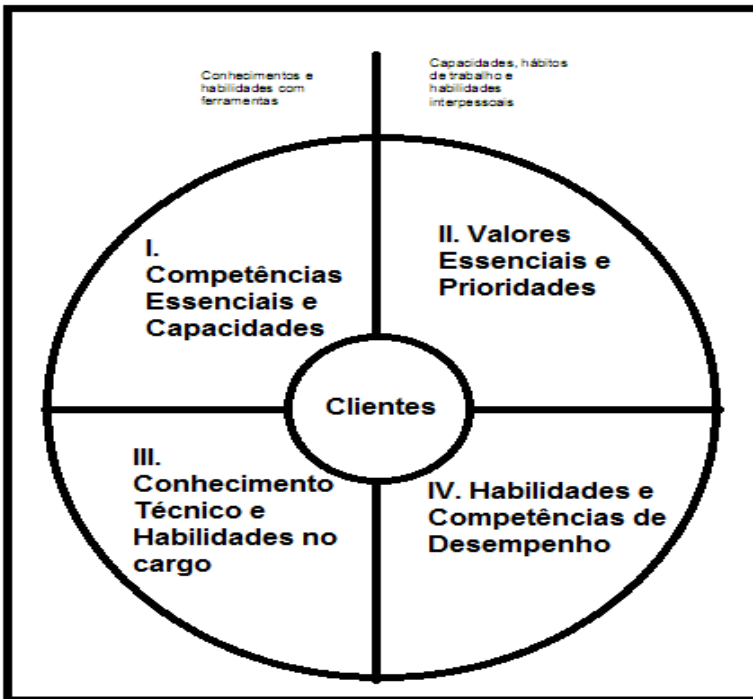 Conhecimentos e
habilidades com
ferramentas
Capacidades, hábitos
de trabalho e
habilidades
interpessoais
I.
Competências
Essenciais e
Capacidades
II. Valores
Essenciais e
Prioridades
Clientes
III.
Conhecimento
Técnico e
Habilidades no
cargo
IV. Habilidades e
Competências de
Desempenho